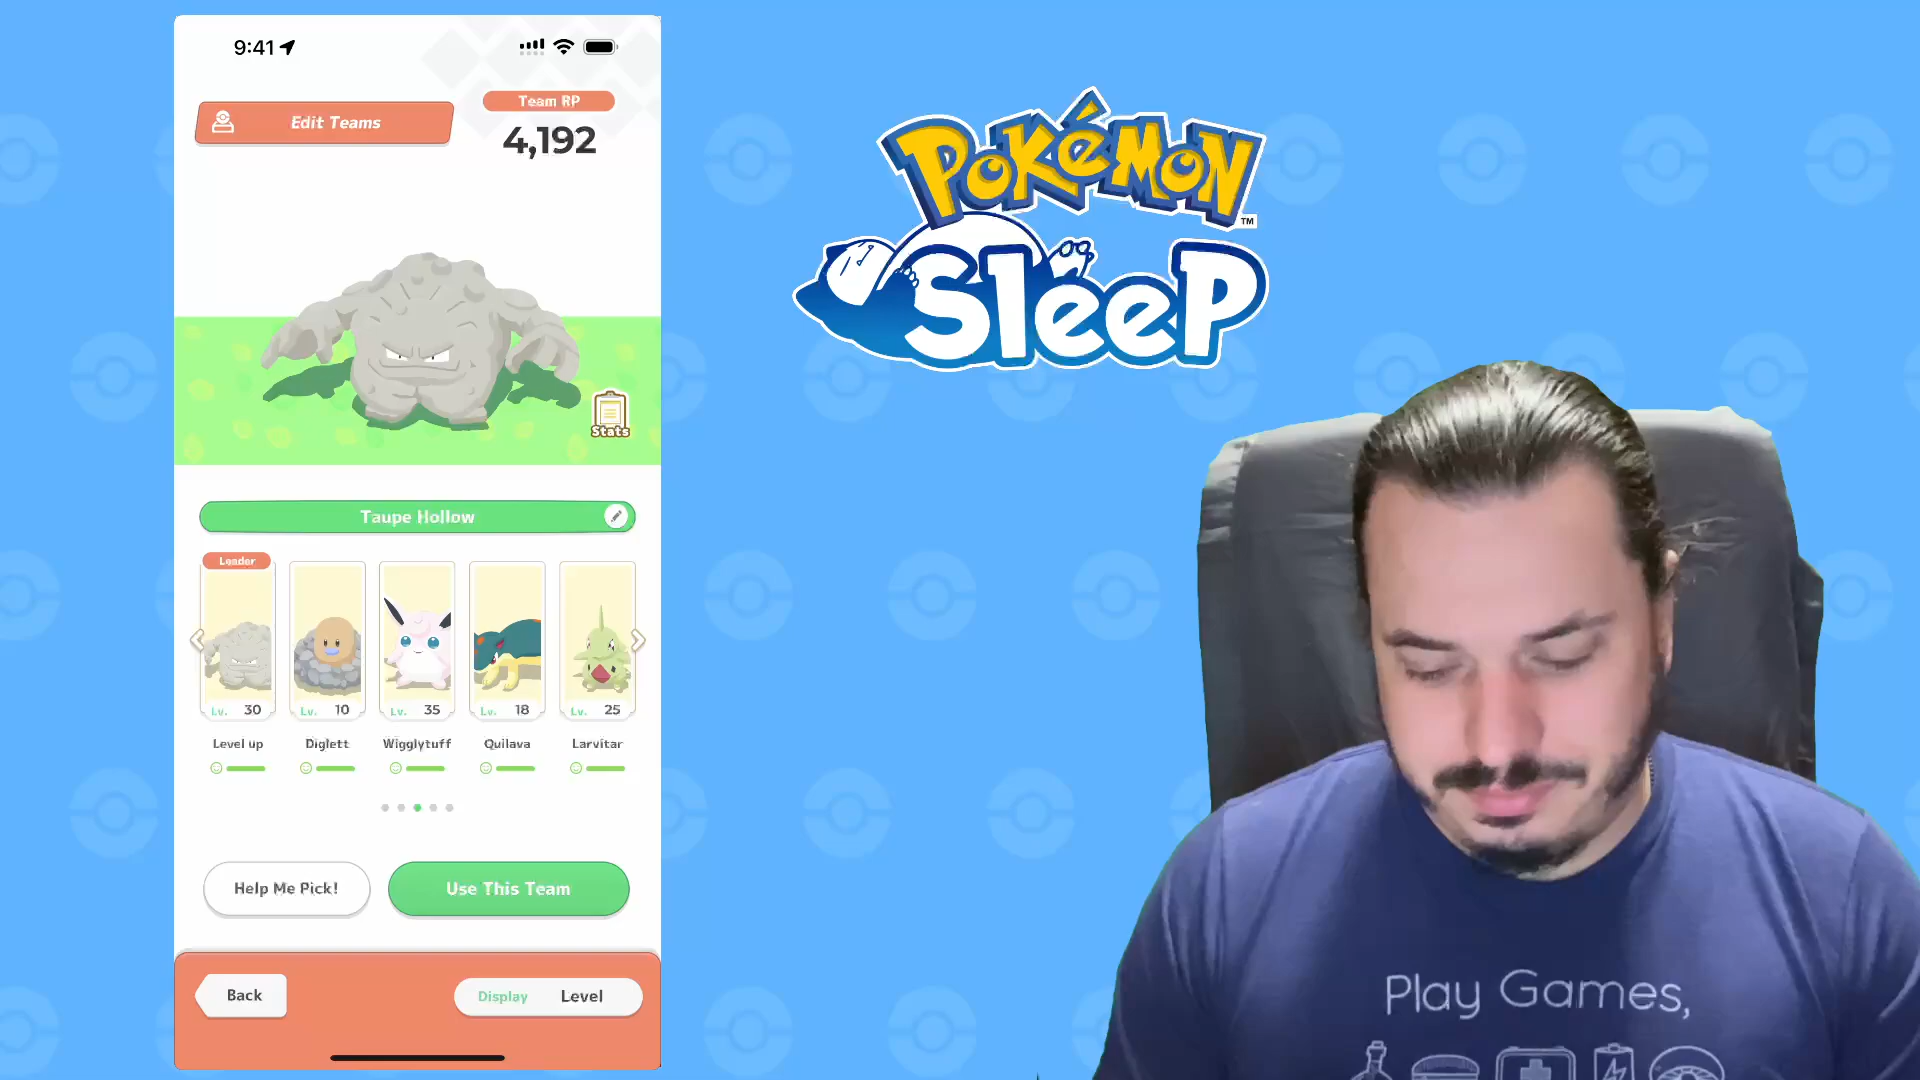 9:41
Edit Teams
Team RP
4,192
Stats
Taupe Hollow
Leader
Lv. 30
Lv. 10
Lv. 35
Lv. 18
Lv. 25
Level up
Diglett
Wigglytuff
Quilava
Larvitar
Help Me Pick!
Use This Team
Back
Display
Level
POKéMON
TM
Sleep
Play Games,